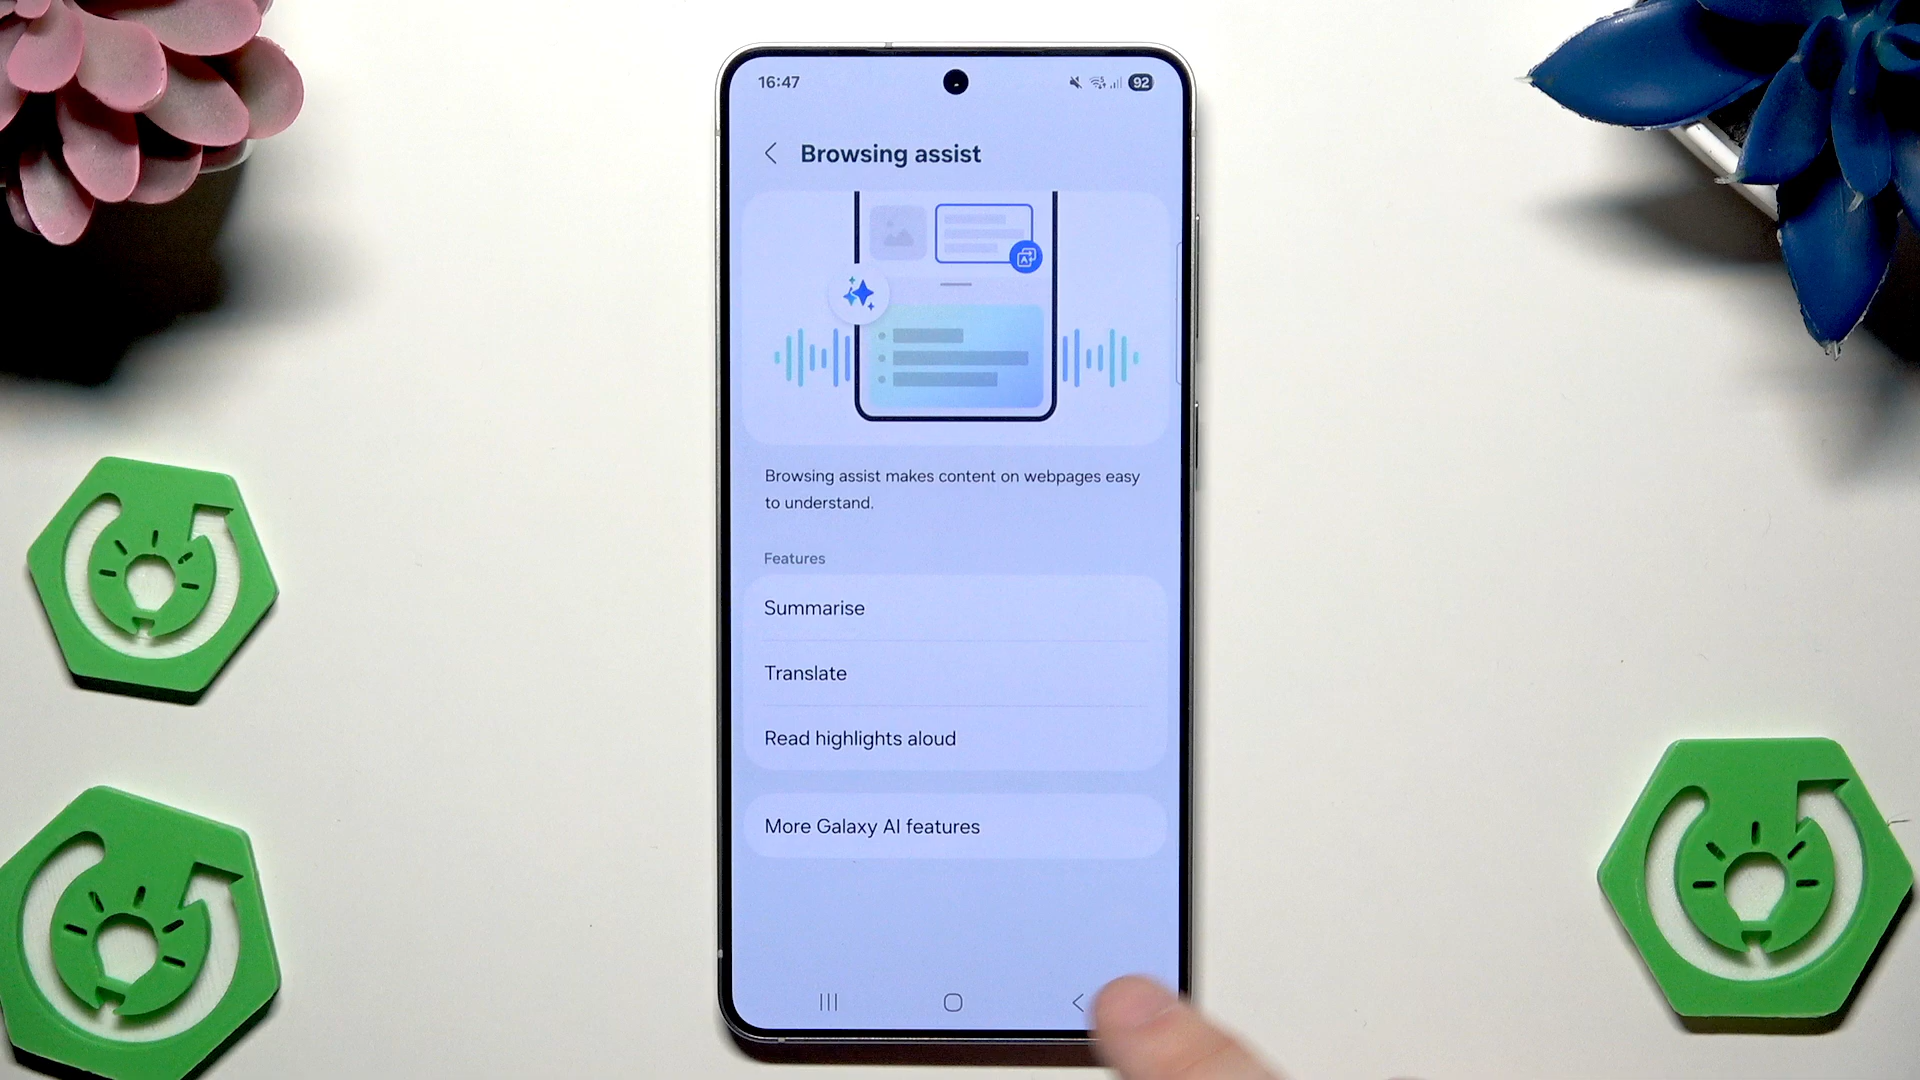 16:47
92
Browsing assist
Browsing assist makes content on webpages easy
to understand.
Features
Summarise
Translate
Read highlights aloud
More Galaxy AI features